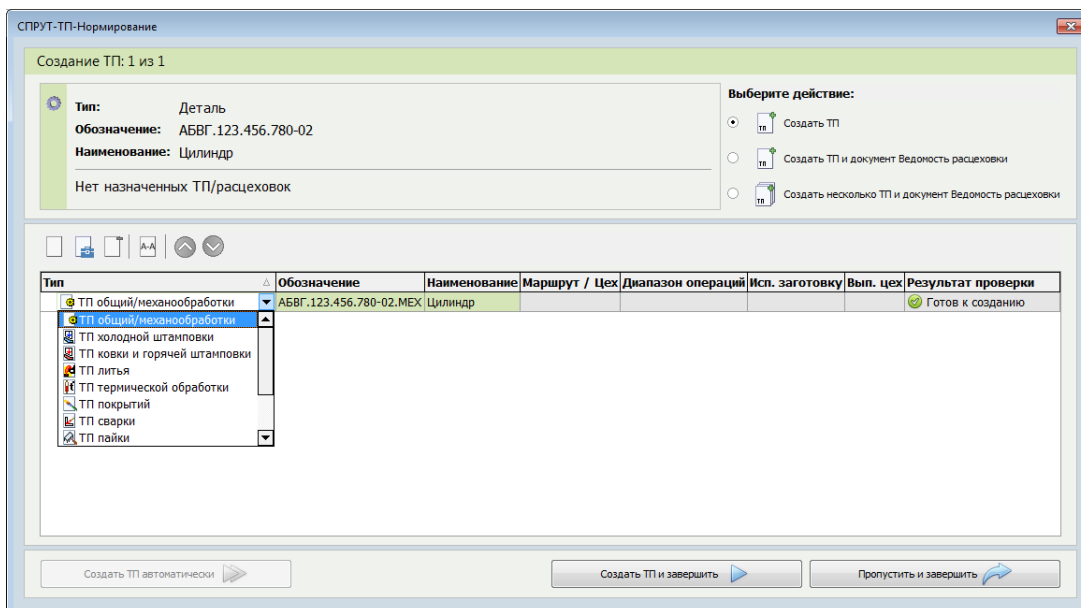 СПРУТ-ТП-Нормирование
Создание ТП: 1 из 1
Тип: Деталь
Обозначение: АБВГ.123.456.780-02
Наименование: Цилиндр
Нет назначенных ТП/расцеховок
Выберите действие:
ТП Создать ТП
ТП Создать ТП и документ Ведомость расцеховки
ТП Создать несколько ТП и документ Ведомость расцеховки
А-А
Тип Обозначение Наименование Маршрут / Цех Диапазон операций Исп. заготовку Вып. цех Результат проверки
ТП общий/механообработки АБВГ.123.456.780-02.МЕХ Цилиндр Готов к созданию
ТП общий/механообработки
ТП холодной штамповки
ТП ковки и горячей штамповки
ТП литья
ТП термической обработки
ТП покрытий
ТП сварки
ТП пайки
Создать ТП автоматически Создать ТП и завершить Пропустить и завершить